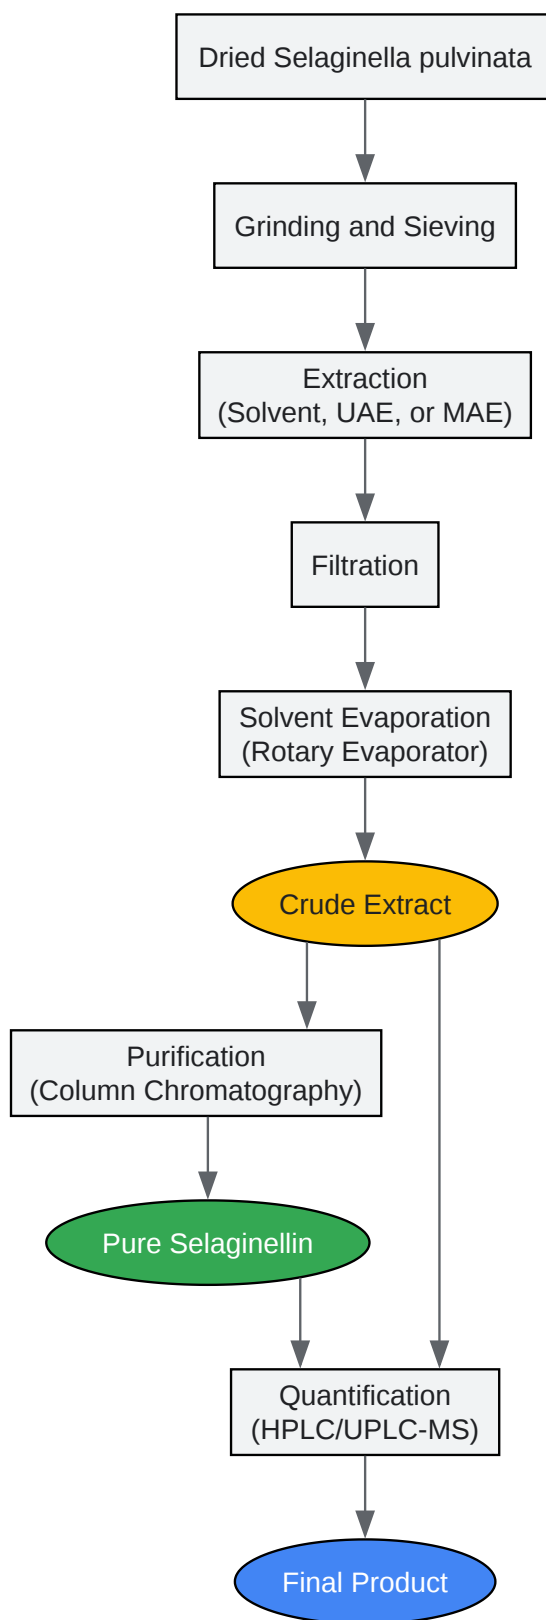 Dried Selaginella pulvinata
Grinding and Sieving
Extraction
(Solvent, UAE, or MAE)
Filtration
Solvent Evaporation
(Rotary Evaporator)
Crude Extract
Purification
(Column Chromatography)
Pure Selaginellin
Quantification
(HPLC/UPLC-MS)
Final Product